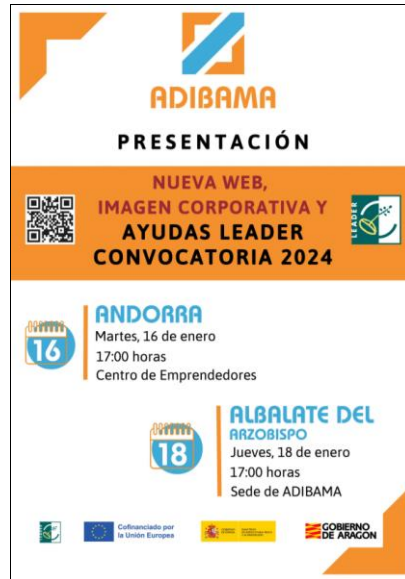 ADIBAMA
PRESENTACIÓN
NUEVA WEB,
IMAGEN CORPORATIVA Y
AYUDAS LEADER
CONVOCATORIA 2024
LEADER
16
ANDORRA
Martes, 16 de enero
17:00 horas
Centro de Emprendedores
18
ALBALATE DEL
ARZOBISPO
Jueves, 18 de enero
17:00 horas
Sede de ADIBAMA
Cofinanciado por
la Unión Europea
GOBIERNO
DE ARAGON